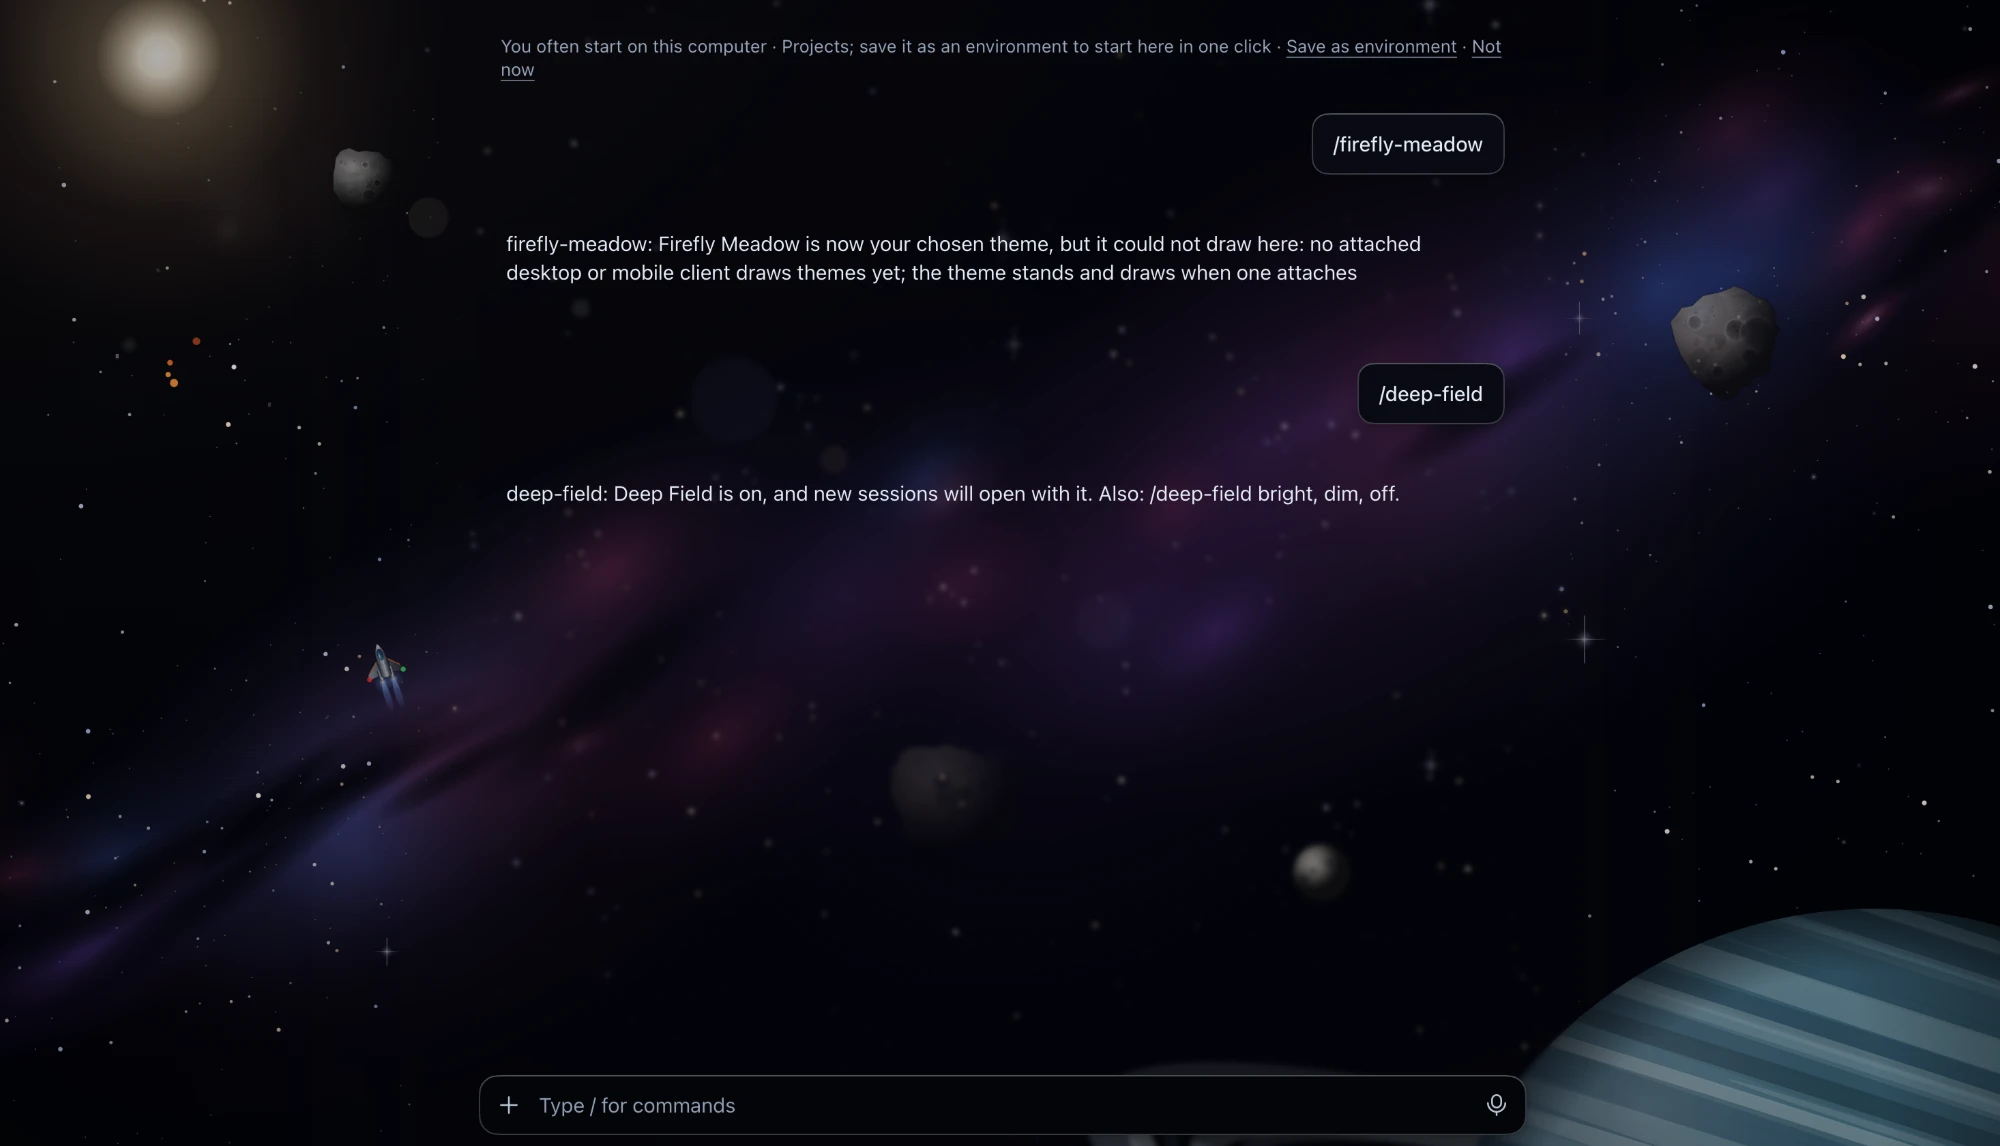 You often start on this computer · Projects; save it as an environment to start here in one click · Save as environment · Not
now
/firefly-meadow
firefly-meadow: Firefly Meadow is now your chosen theme, but it could not draw here: no attached
desktop or mobile client draws themes yet; the theme stands and draws when one attaches
/deep-field
deep-field: Deep Field is on, and new sessions will open with it. Also: /deep-field bright, dim, off.
Type / for commands